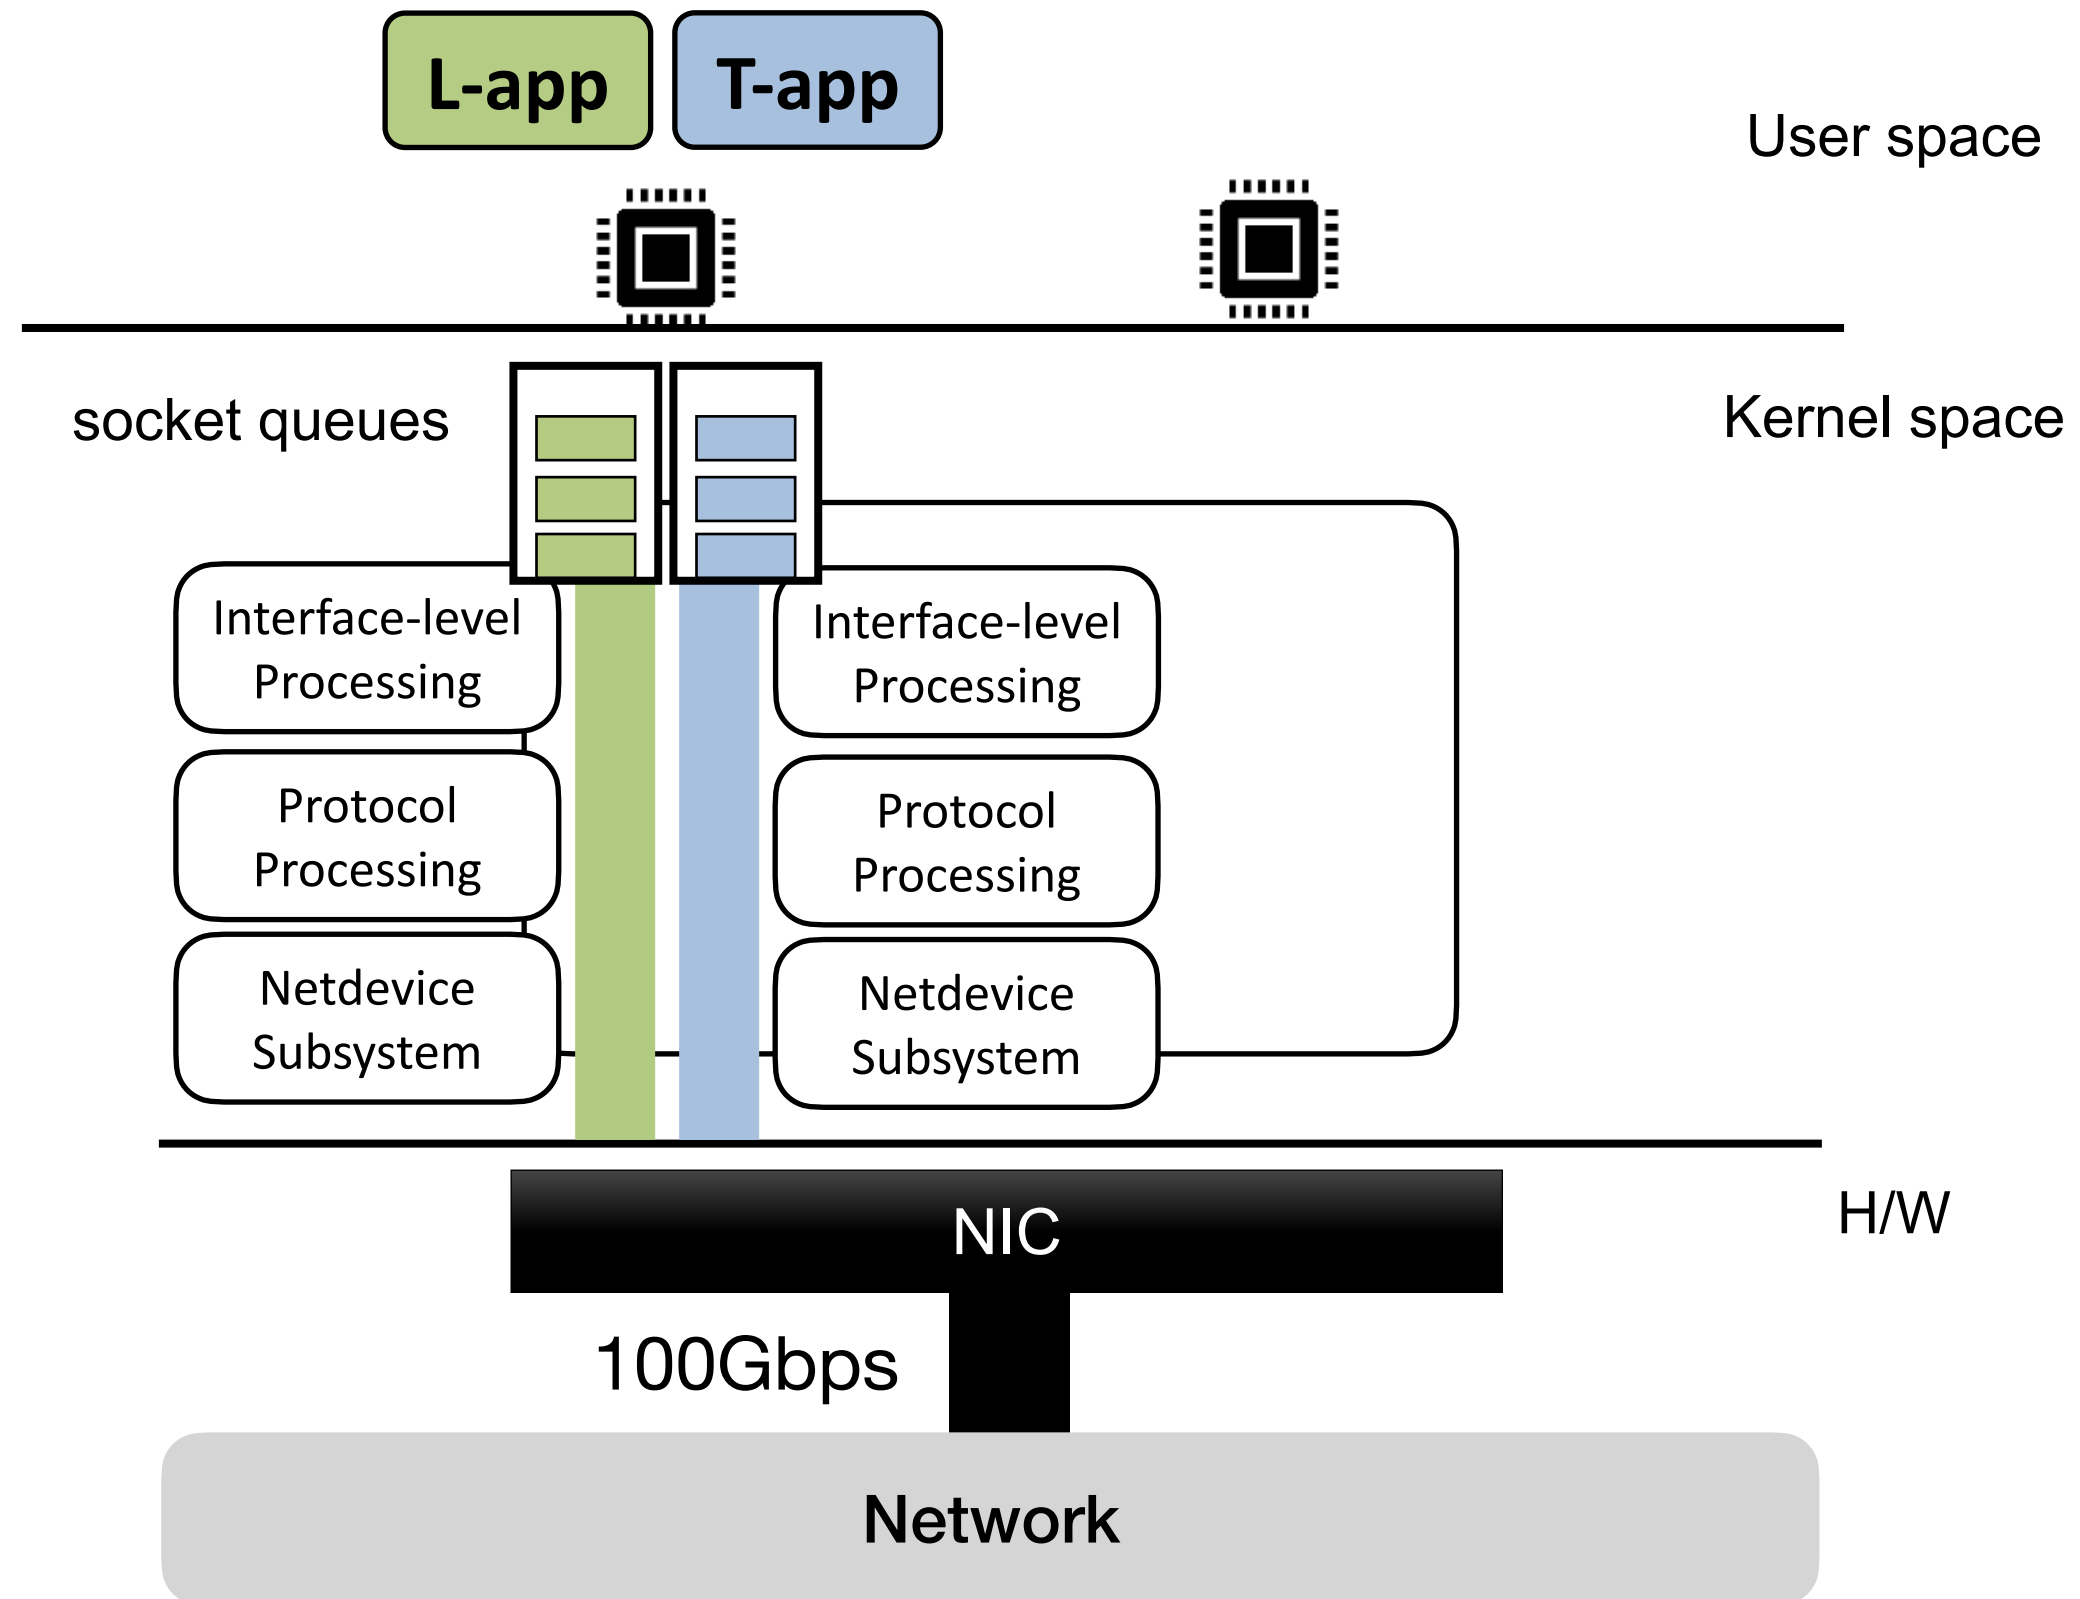 L-app
T-app
User space
socket queues
Kernel space
Interface-level
Processing
Interface-level
Processing
Protocol
Processing
Protocol
Processing
Netdevice
Subsystem
Netdevice
Subsystem
NIC
H/W
100Gbps
Network